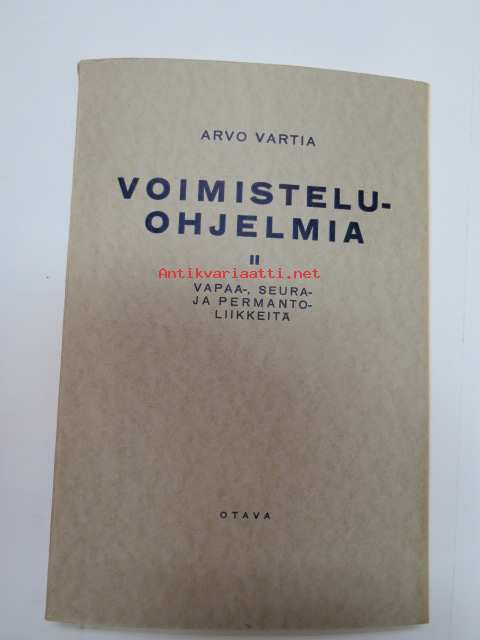 ARVO VARTIA
VOIMISTELU-
OHJELMIA
II
Antikvariaatti.net
VAPAA-, SEURA-
JA PERMANTO-
LIIKKEITÄ
OTAVA